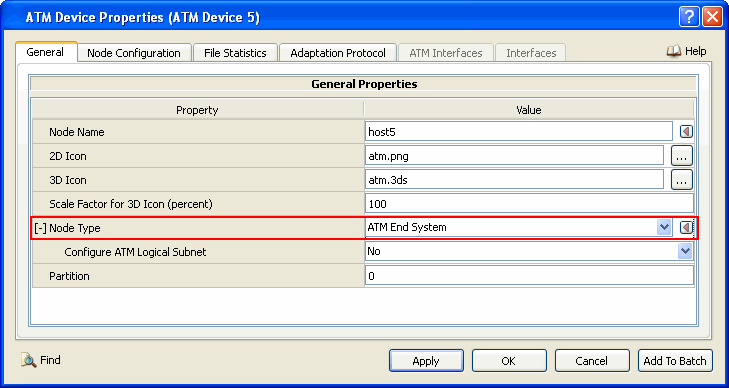 ATM Device Properties (ATM Device 5)
General Node Configuration File Statistics Adaptation Protocol ATM Interfaces Interfaces Help
General Properties
Property Value
Node Name host5
2D Icon atm.png ...
3D Icon atm.3ds ...
Scale Factor for 3D Icon (percent) 100
[-] Node Type ATM End System
Configure ATM Logical Subnet No
Partition 0
Find Apply OK Cancel Add To Batch